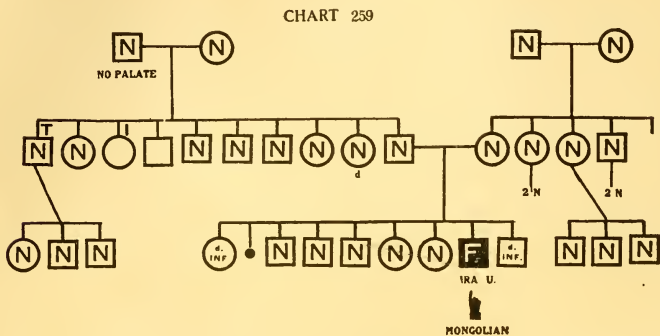 CHART 259
N N N N
NO PALATE
T I
N N N N N N N N N N N N
d
2 N 2 N
N N N d. INF N N N N N F d. INF. N N N
IRA U.
MONGOLIAN